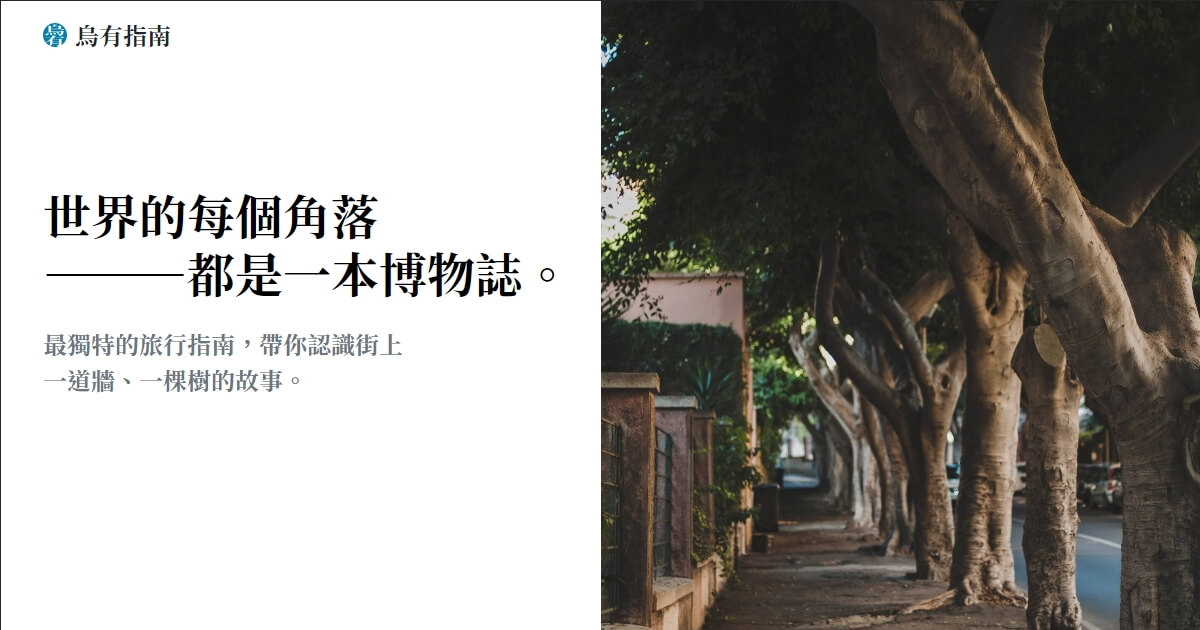 烏有指南
世界的每個角落
———都是一本博物誌。
最獨特的旅行指南，帶你認識街上
一道牆、一棵樹的故事。